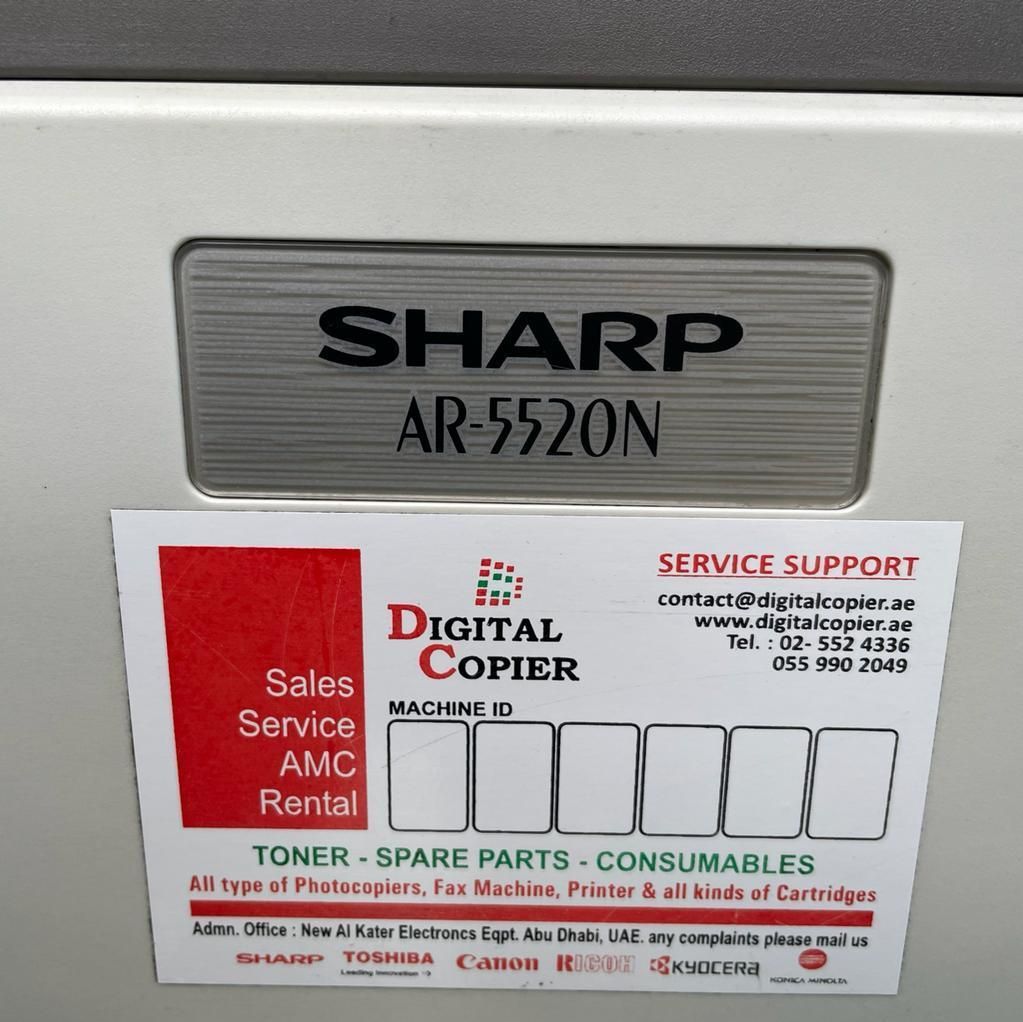 SHARP
AR-5520N
Sales
Service
AMC
Rental
DIGITAL
COPIER
SERVICE SUPPORT
contact@digitalcopier.ae
www.digitalcopier.ae
Tel. : 02- 552 4336
055 990 2049
MACHINE ID
TONER - SPARE PARTS - CONSUMABLES
All type of Photocopiers, Fax Machine, Printer & all kinds of Cartridges
Admn. Office : New Al Kater Electroncs Eqpt. Abu Dhabi, UAE. any complaints please mail us
SHARP TOSHIBA Canon RICOH KYOCERA
Leading Innovation KONICA MINOLTA